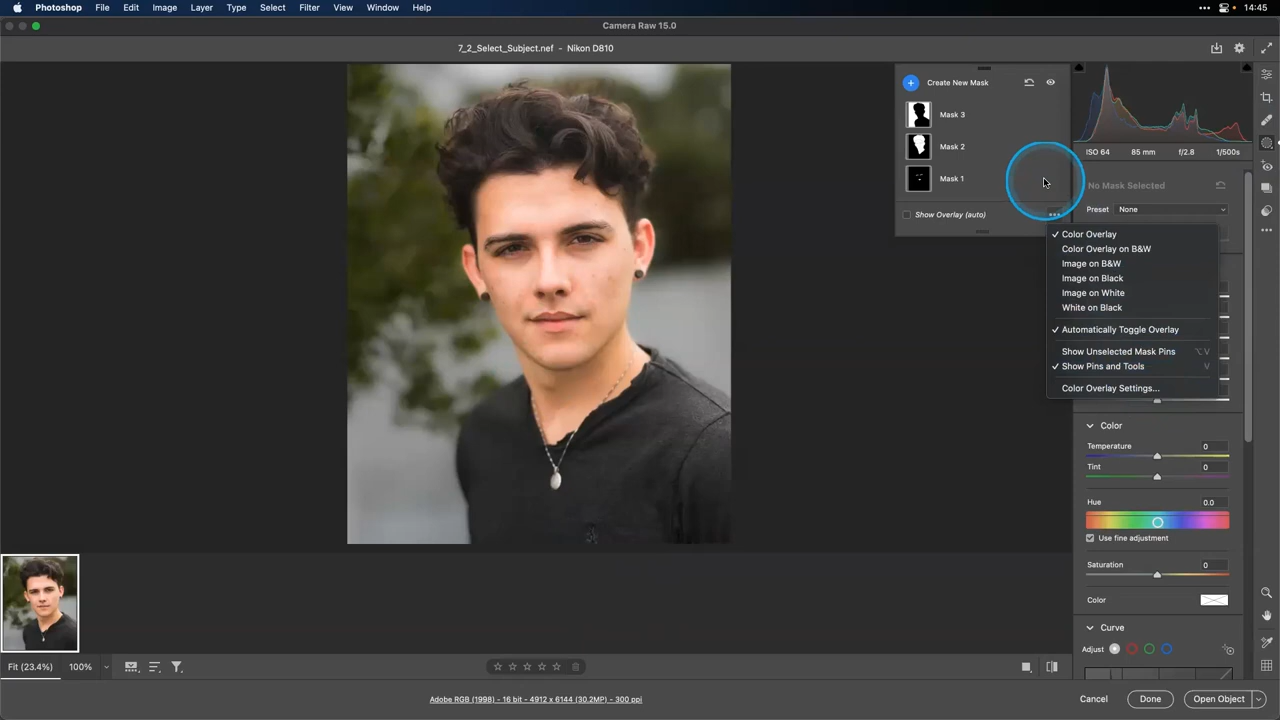 Photoshop File Edit Image Layer Type Select Filter View Window Help 14:45
Camera Raw 15.0
7_2_Select_Subject.nef - Nikon D810
Create New Mask
Mask 3
Mask 2
Mask 1
Show Overlay (auto)
ISO 64 85 mm f/2.8 1/500s
No Mask Selected
Preset None
Color Overlay
Color Overlay on B&W
Image on B&W
Image on Black
Image on White
White on Black
Automatically Toggle Overlay
Show Unselected Mask Pins ⌥V
Show Pins and Tools V
Color Overlay Settings...
Color
Temperature 0
Tint 0
Hue 0.0
Use fine adjustment
Saturation 0
Color
Curve
Adjust
Fit (23.4%) 100%
Adobe RGB (1998) - 16 bit - 4912 x 6144 (30.2MP) - 300 ppi
Cancel Done Open Object